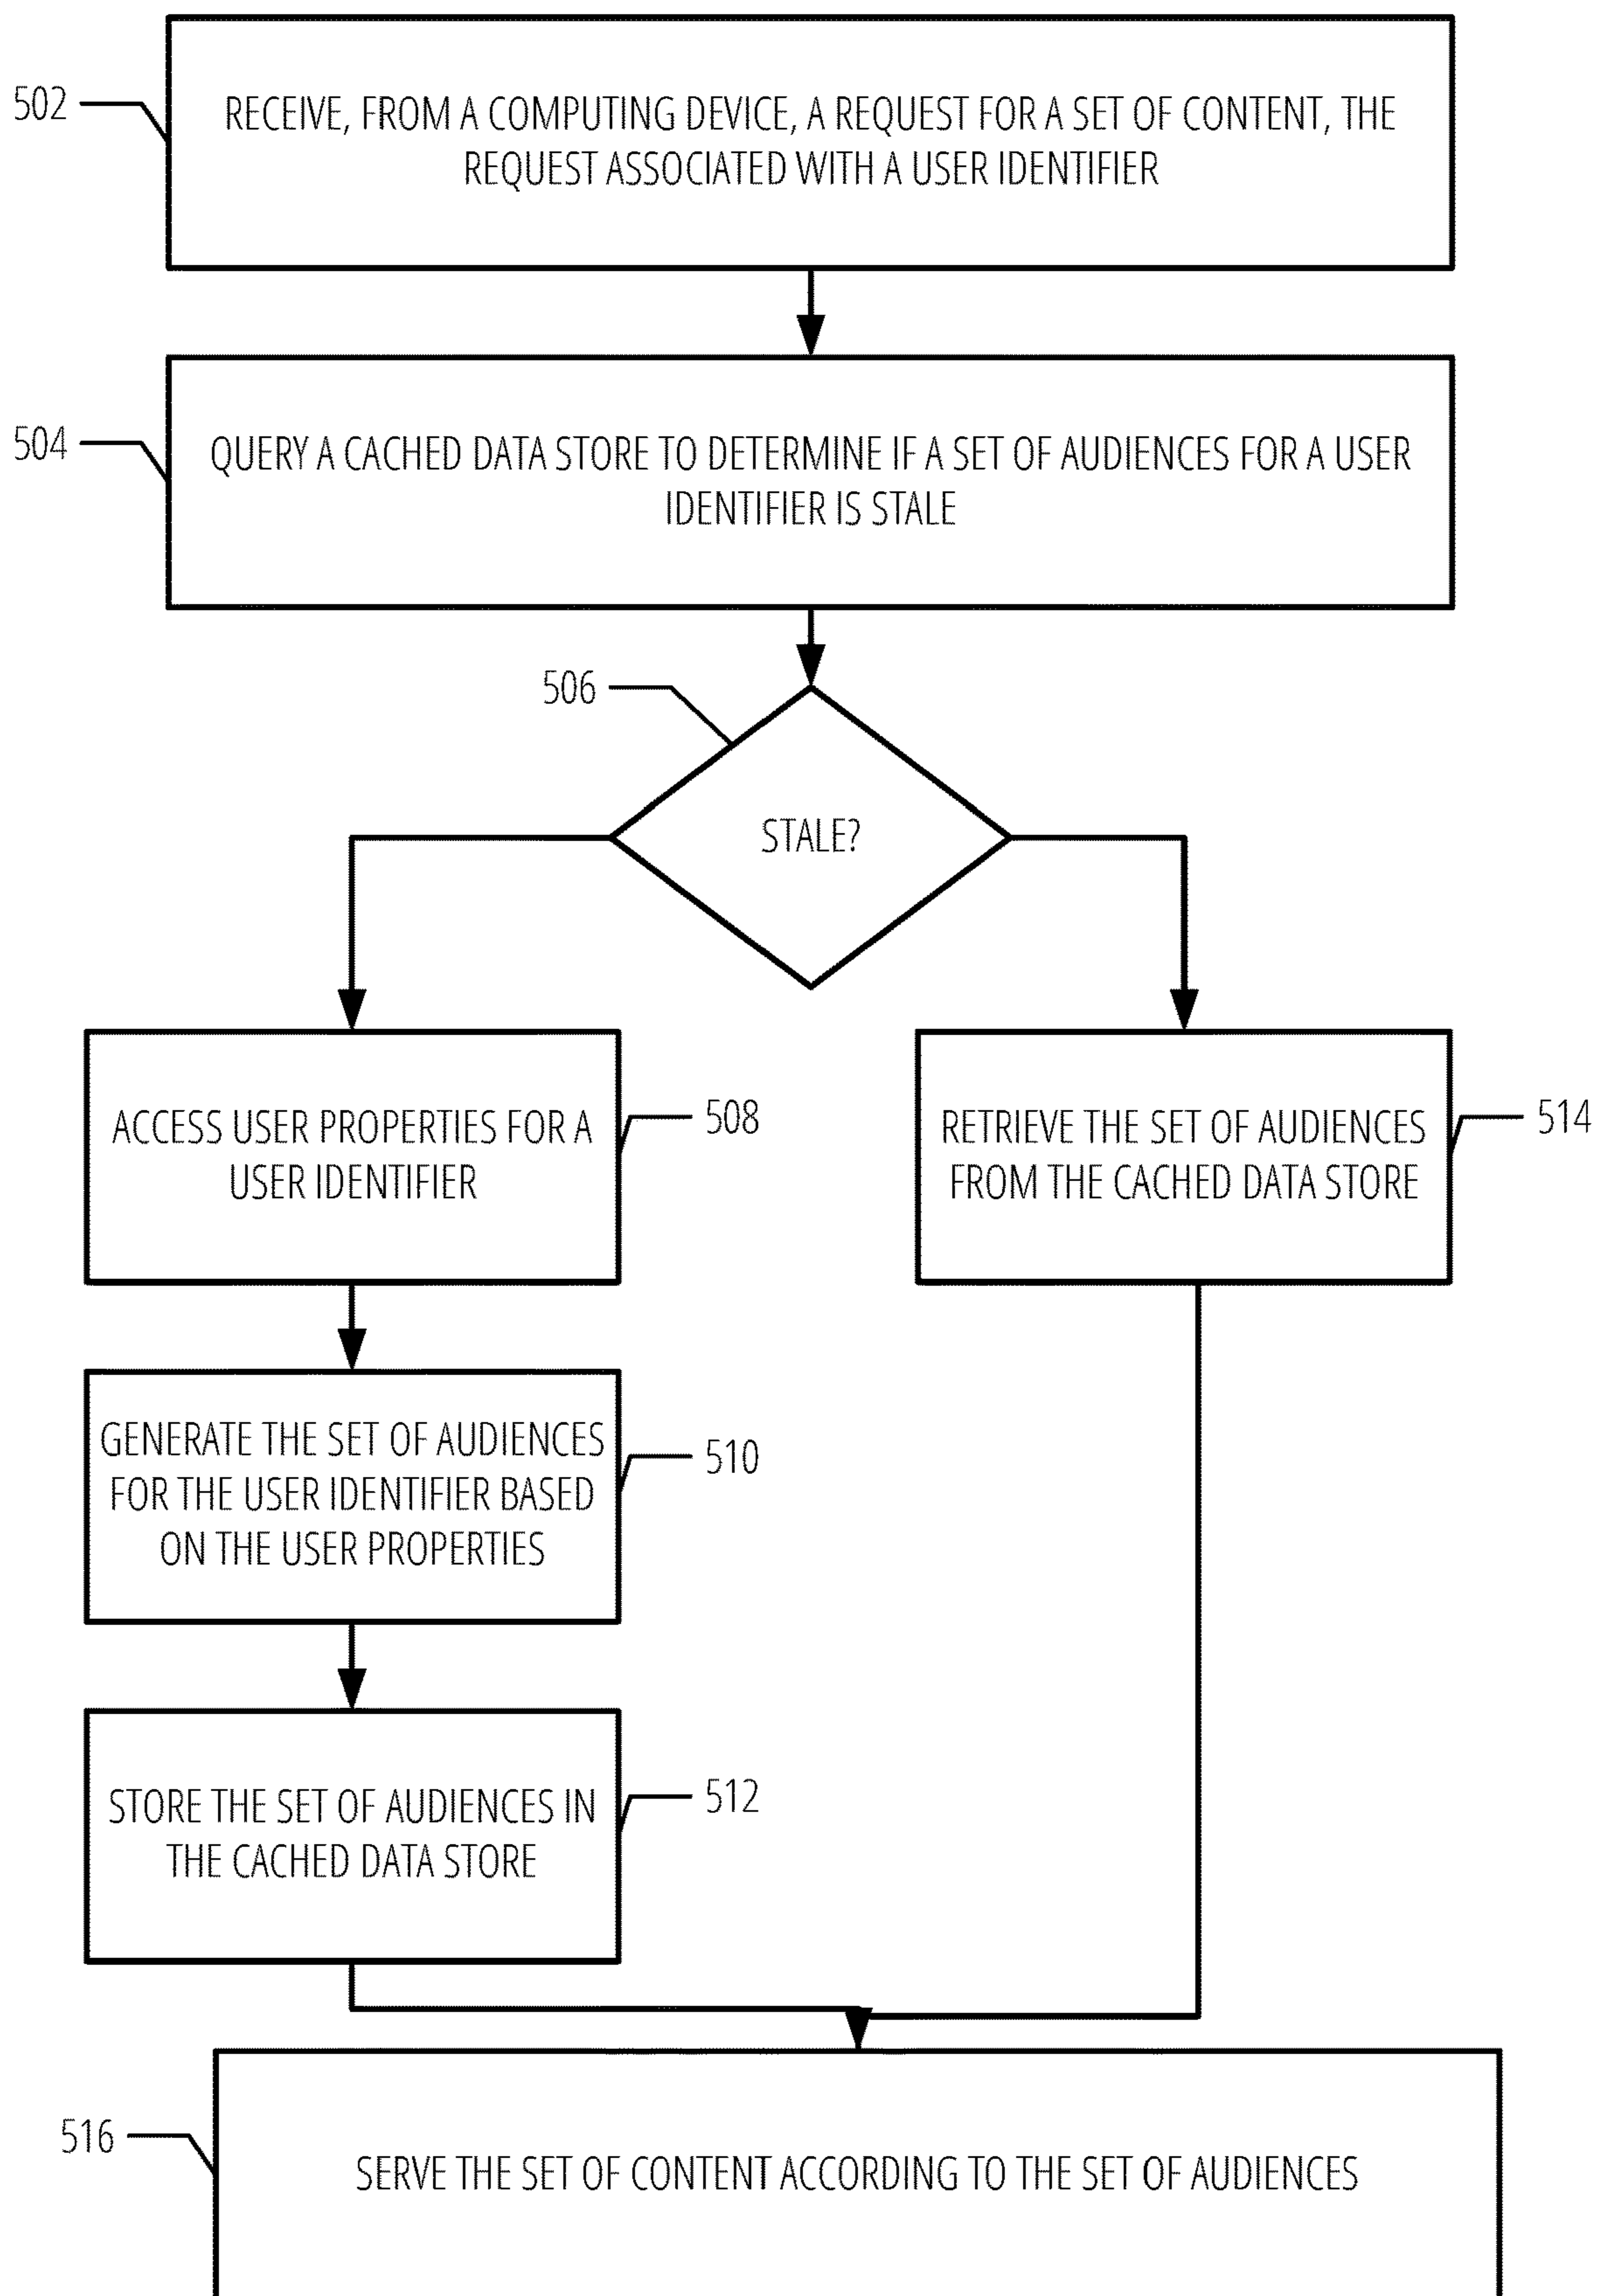 502
RECEIVE, FROM A COMPUTING DEVICE, A REQUEST FOR A SET OF CONTENT, THE
REQUEST ASSOCIATED WITH A USER IDENTIFIER
504
QUERY A CACHED DATA STORE TO DETERMINE IF A SET OF AUDIENCES FOR A USER
IDENTIFIER IS STALE
506
STALE?
ACCESS USER PROPERTIES FOR A
USER IDENTIFIER
508
RETRIEVE THE SET OF AUDIENCES
FROM THE CACHED DATA STORE
514
GENERATE THE SET OF AUDIENCES
FOR THE USER IDENTIFIER BASED
ON THE USER PROPERTIES
510
STORE THE SET OF AUDIENCES IN
THE CACHED DATA STORE
512
516
SERVE THE SET OF CONTENT ACCORDING TO THE SET OF AUDIENCES